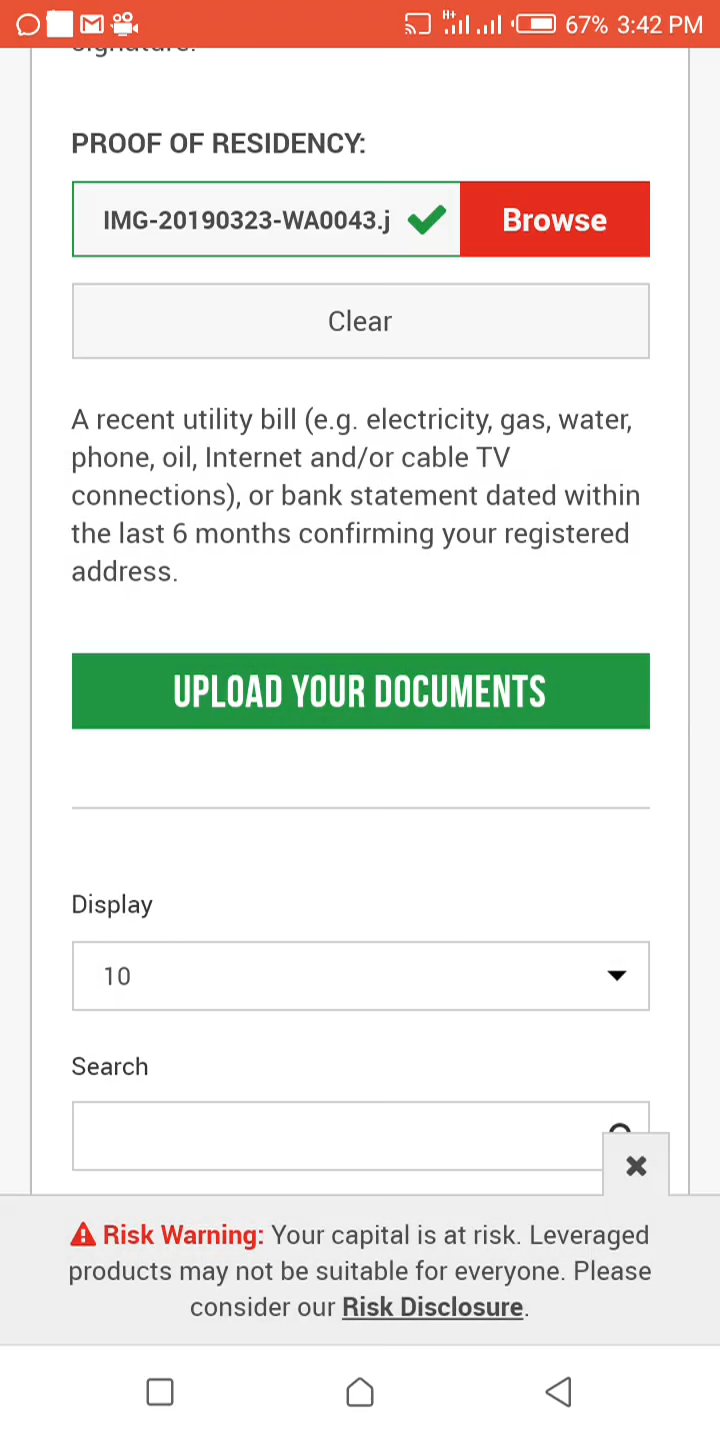 H+ 67% 3:42 PM
signature.
PROOF OF RESIDENCY:
IMG-20190323-WA0043.j Browse
Clear
A recent utility bill (e.g. electricity, gas, water,
phone, oil, Internet and/or cable TV
connections), or bank statement dated within
the last 6 months confirming your registered
address.
UPLOAD YOUR DOCUMENTS
Display
10
Search
Risk Warning: Your capital is at risk. Leveraged
products may not be suitable for everyone. Please
consider our Risk Disclosure.